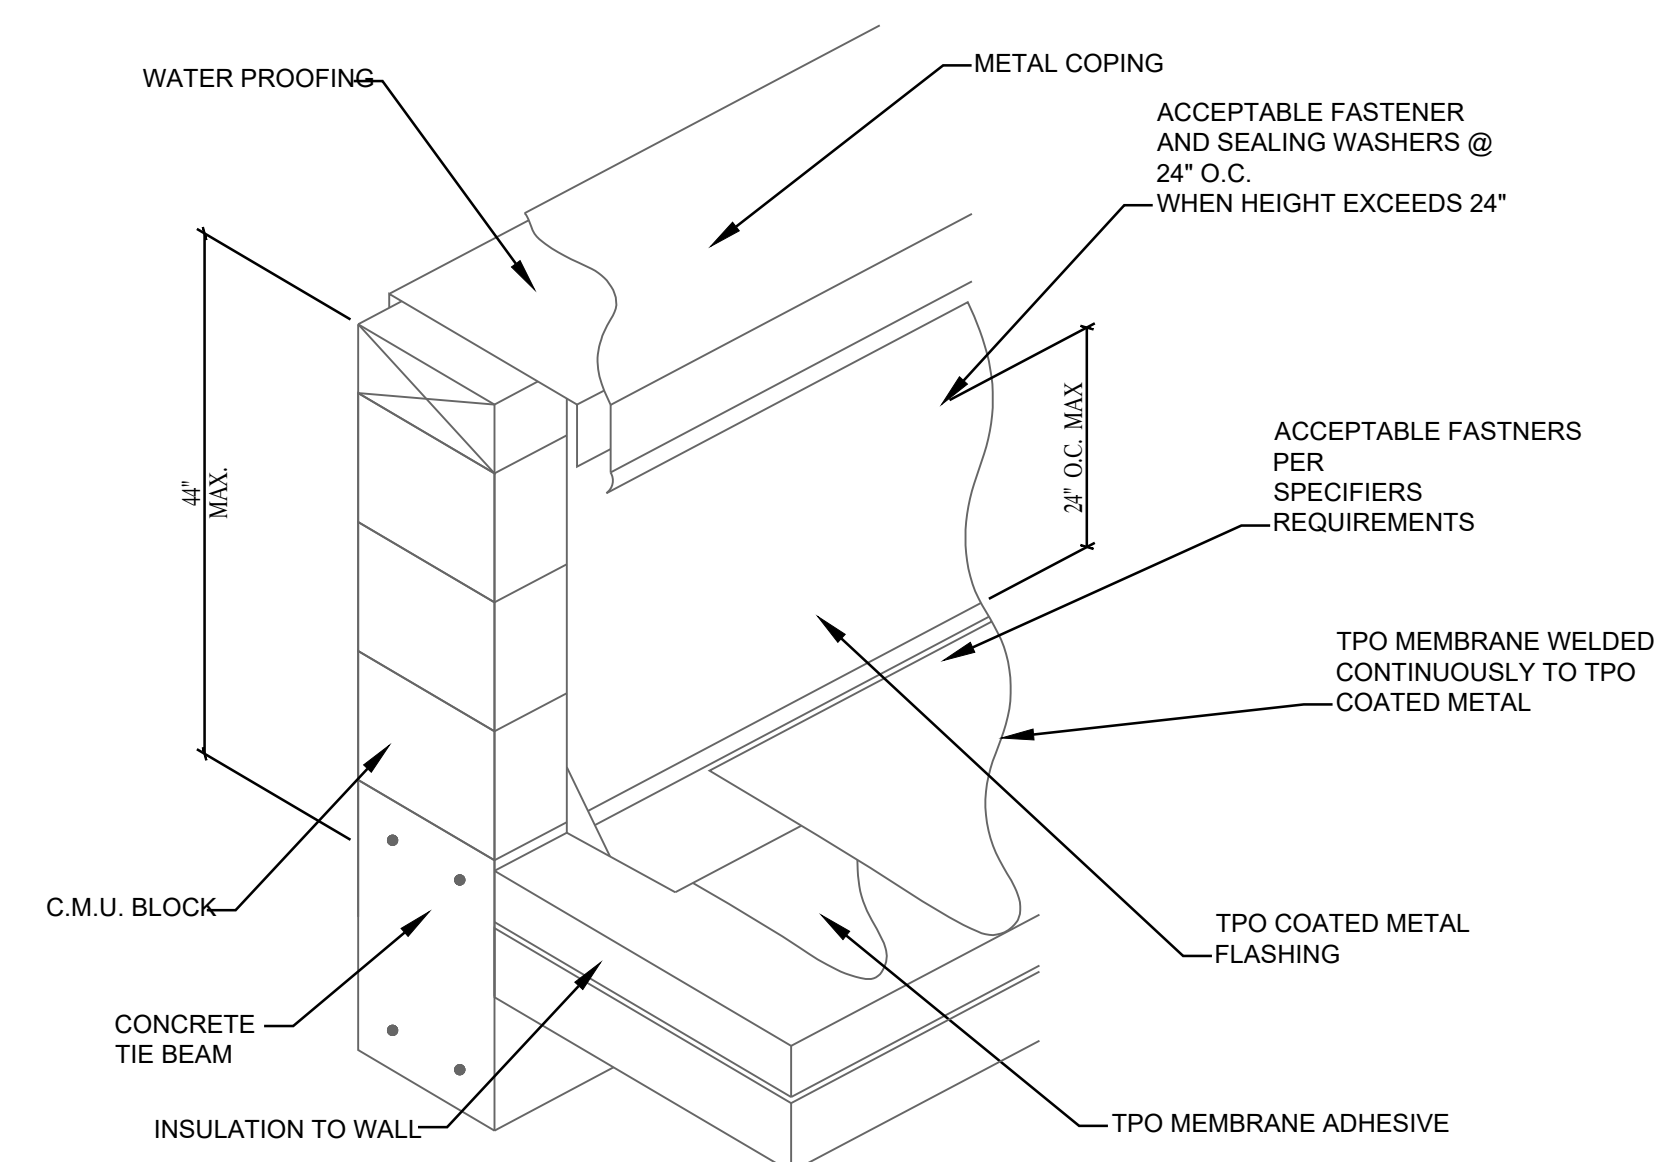 WATER PROOFING
METAL COPING
ACCEPTABLE FASTENER
AND SEALING WASHERS @
24" O.C.
WHEN HEIGHT EXCEEDS 24"
44"
MAX.
24" O.C. MAX
ACCEPTABLE FASTNERS
PER
SPECIFIERS
REQUIREMENTS
TPO MEMBRANE WELDED
CONTINUOUSLY TO TPO
COATED METAL
C.M.U. BLOCK
TPO COATED METAL
FLASHING
CONCRETE
TIE BEAM
INSULATION TO WALL
TPO MEMBRANE ADHESIVE